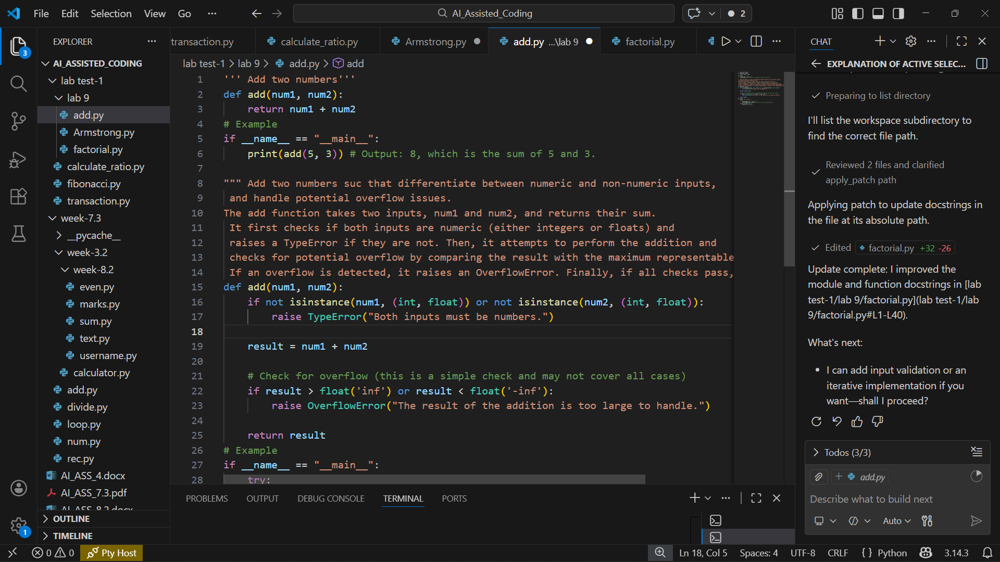 File Edit Selection View Go ··· AI_Assisted_Coding 2
EXPLORER ···
AI_ASSISTED_CODING
lab test-1
lab 9
add.py
Armstrong.py
factorial.py
calculate_ratio.py
fibonacci.py
transaction.py
week-7.3
__pycache__
week-3.2
week-8.2
even.py
marks.py
sum.py
text.py
username.py
calculator.py
add.py
divide.py
loop.py
num.py
rec.py
AI_ASS_4.docx
AI_ASS_7.3.pdf
AI_ASS_8.2.docx
OUTLINE
TIMELINE
3
1
transaction.py calculate_ratio.py Armstrong.py add.py ...\lab 9 factorial.py
lab test-1 > lab 9 > add.py > add
1 ''' Add two numbers'''
2 def add(num1, num2):
3 return num1 + num2
4 # Example
5 if __name__ == "__main__":
6 print(add(5, 3)) # Output: 8, which is the sum of 5 and 3.
7
8 """ Add two numbers suc that differentiate between numeric and non-numeric inputs,
9 and handle potential overflow issues.
10 The add function takes two inputs, num1 and num2, and returns their sum.
11 It first checks if both inputs are numeric (either integers or floats) and
12 raises a TypeError if they are not. Then, it attempts to perform the addition and
13 checks for potential overflow by comparing the result with the maximum representable
14 If an overflow is detected, it raises an OverflowError. Finally, if all checks pass,
15 def add(num1, num2):
16 if not isinstance(num1, (int, float)) or not isinstance(num2, (int, float)):
17 raise TypeError("Both inputs must be numbers.")
18
19 result = num1 + num2
20
21 # Check for overflow (this is a simple check and may not cover all cases)
22 if result > float('inf') or result < float('-inf'):
23 raise OverflowError("The result of the addition is too large to handle.")
24
25 return result
26 # Example
27 if __name__ == "__main__":
28 try:
PROBLEMS OUTPUT DEBUG CONSOLE TERMINAL PORTS
CHAT
EXPLANATION OF ACTIVE SELEC...
Preparing to list directory
I'll list the workspace subdirectory to
find the correct file path.
Reviewed 2 files and clarified
apply_patch path
Applying patch to update docstrings in
the file at its absolute path.
Edited factorial.py +32 -26
Update complete: I improved the
module and function docstrings in [lab
test-1/lab 9/factorial.py](lab test-1/lab
9/factorial.py#L1-L40).
What's next:
• I can add input validation or an
iterative implementation if you
want—shall I proceed?
Todos (3/3)
+ add.py
Describe what to build next
Auto
0 0 Pty Host Ln 18, Col 5 Spaces: 4 UTF-8 CRLF { } Python 3.14.3